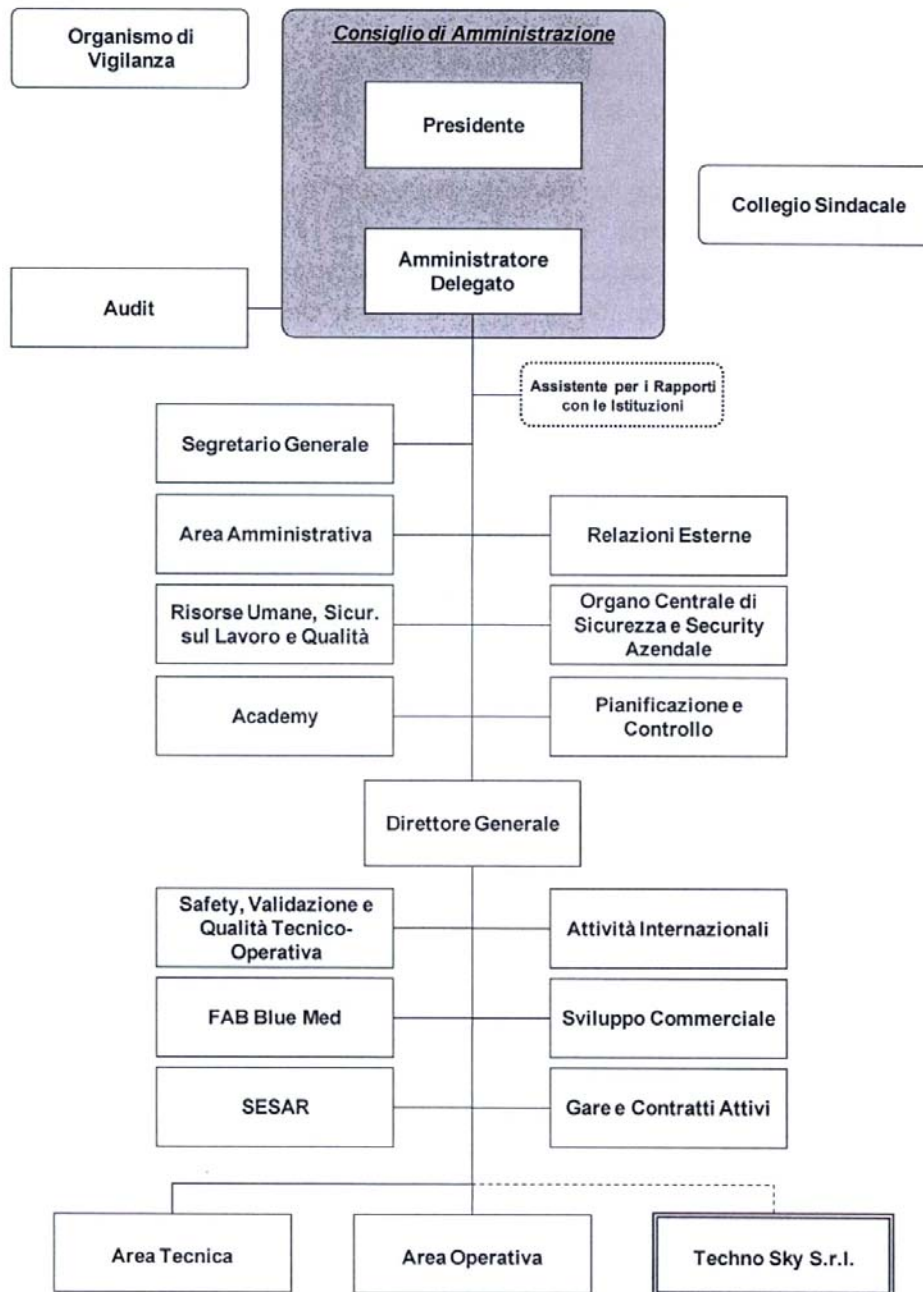 Organismo di
Vigilanza
Consiglio di Amministrazione
Presidente
Collegio Sindacale
Amministratore
Delegato
Audit
Assistente per i Rapporti
con le Istituzioni
Segretario Generale
Area Amministrativa
Relazioni Esterne
Risorse Umane, Sicur.
sul Lavoro e Qualità
Organo Centrale di
Sicurezza e Security
Azendale
Academy
Pianificazione e
Controllo
Direttore Generale
Safety, Validazione e
Qualità Tecnico-
Operativa
Attività Internazionali
FAB Blue Med
Sviluppo Commerciale
SESAR
Gare e Contratti Attivi
Area Tecnica
Area Operativa
Techno Sky S.r.l.